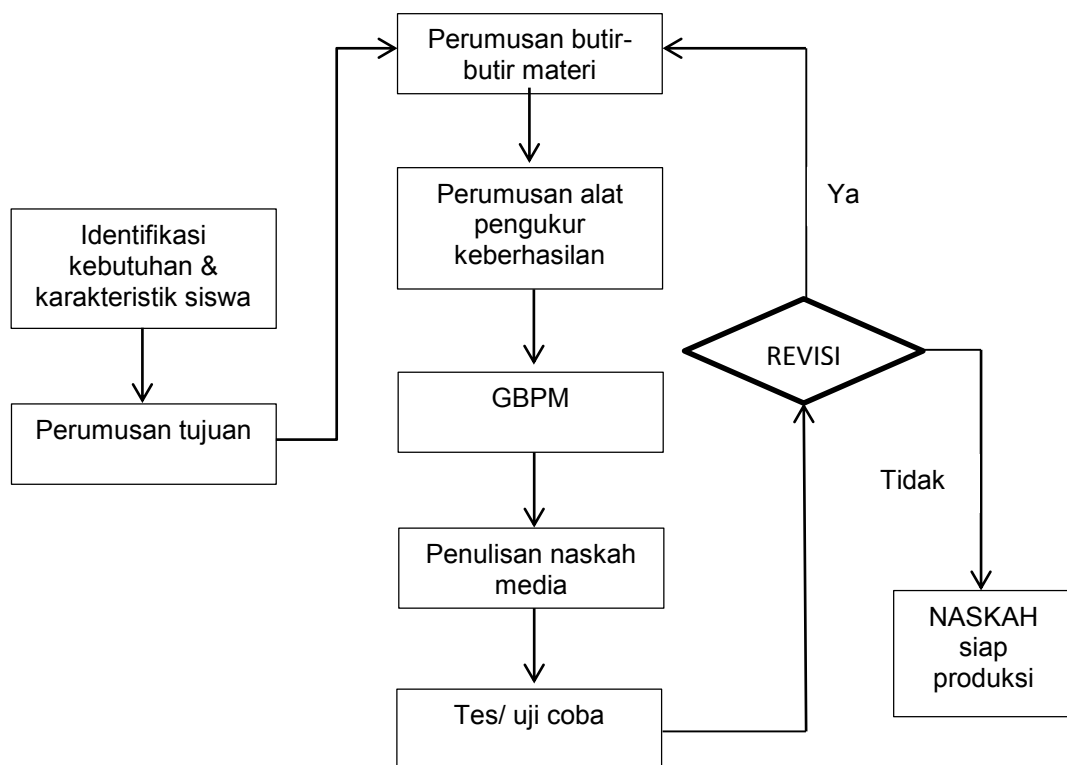 Identifikasi
kebutuhan &
karakteristik siswa
Perumusan tujuan
Perumusan butir-
butir materi
Perumusan alat
pengukur
keberhasilan
GBPM
Penulisan naskah
media
Tes/ uji coba
REVISI
Ya
Tidak
NASKAH
siap
produksi